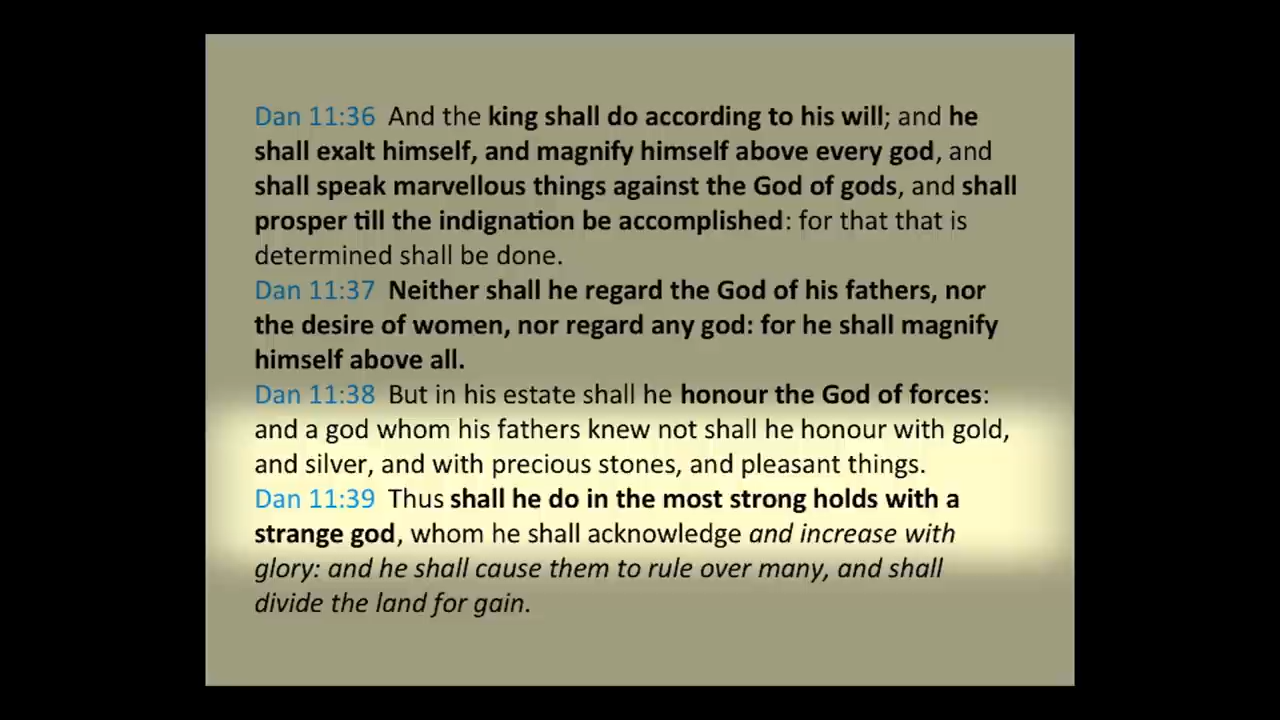 Dan 11:36 And the king shall do according to his will; and he
shall exalt himself, and magnify himself above every god, and
shall speak marvellous things against the God of gods, and shall
prosper till the indignation be accomplished: for that that is
determined shall be done.
Dan 11:37 Neither shall he regard the God of his fathers, nor
the desire of women, nor regard any god: for he shall magnify
himself above all.
Dan 11:38 But in his estate shall he honour the God of forces:
and a god whom his fathers knew not shall he honour with gold,
and silver, and with precious stones, and pleasant things.
Dan 11:39 Thus shall he do in the most strong holds with a
strange god, whom he shall acknowledge and increase with
glory: and he shall cause them to rule over many, and shall
divide the land for gain.